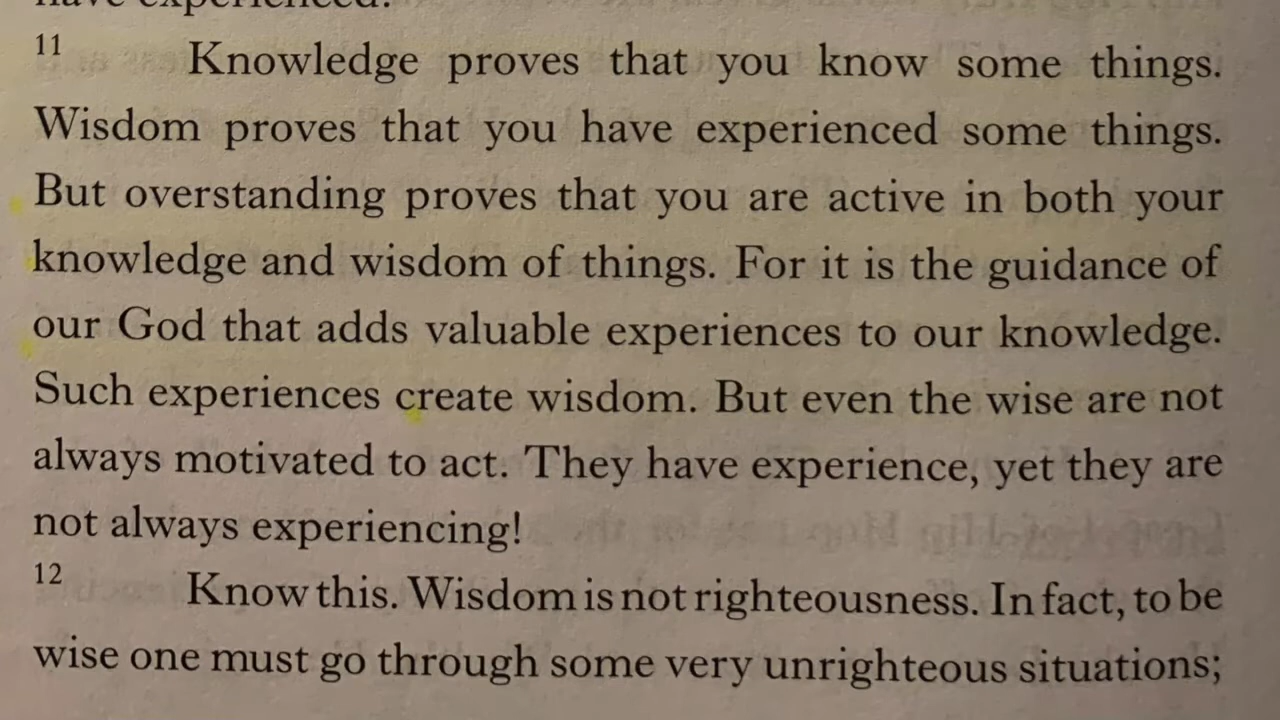 have experienced.
11 Knowledge proves that you know some things.
Wisdom proves that you have experienced some things.
But overstanding proves that you are active in both your
knowledge and wisdom of things. For it is the guidance of
our God that adds valuable experiences to our knowledge.
Such experiences create wisdom. But even the wise are not
always motivated to act. They have experience, yet they are
not always experiencing!
12 Know this. Wisdom is not righteousness. In fact, to be
wise one must go through some very unrighteous situations;